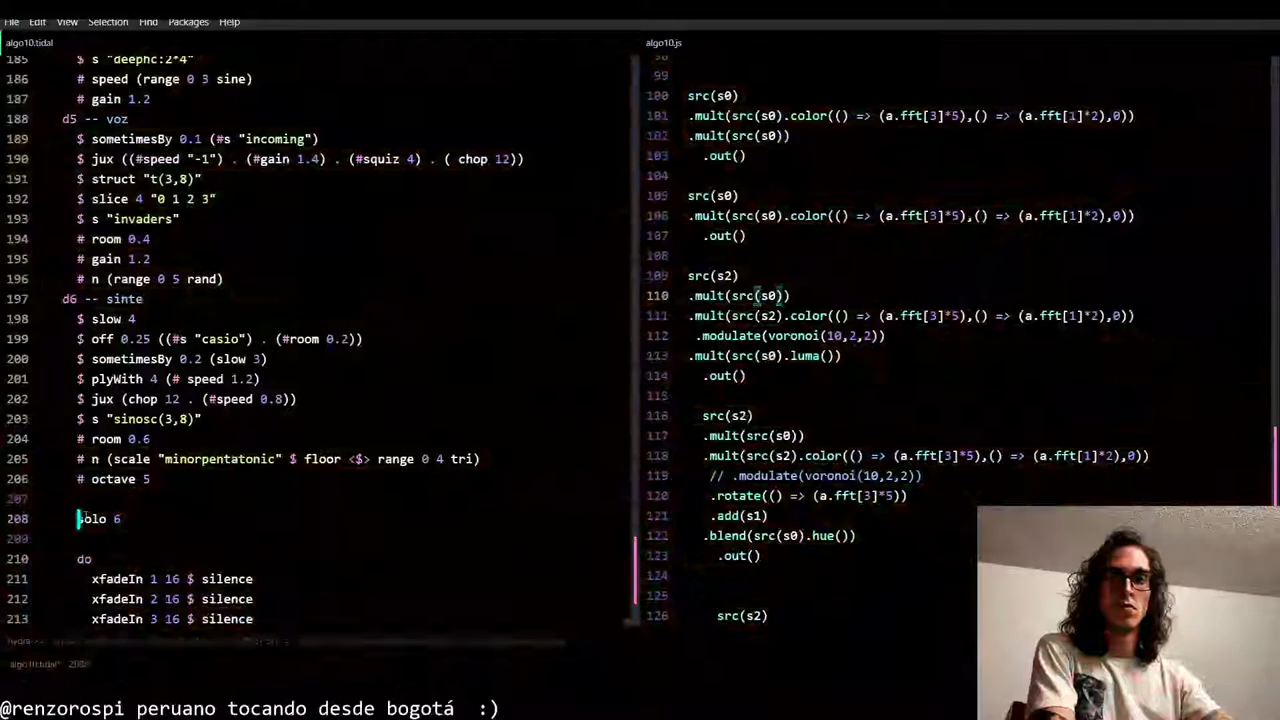 File Edit View Selection Find Packages Help
algo10.tidal
185 $ s "deephc:2*4"
186 # speed (range 0 3 sine)
187 # gain 1.2
188 d5 -- voz
189 $ sometimesBy 0.1 (#s "incoming")
190 $ jux ((#speed "-1") . (#gain 1.4) . (#squiz 4) . ( chop 12))
191 $ struct "t(3,8)"
192 $ slice 4 "0 1 2 3"
193 $ s "invaders"
194 # room 0.4
195 # gain 1.2
196 # n (range 0 5 rand)
197 d6 -- sinte
198 $ slow 4
199 $ off 0.25 ((#s "casio") . (#room 0.2))
200 $ sometimesBy 0.2 (slow 3)
201 $ plyWith 4 (# speed 1.2)
202 $ jux (chop 12 . (#speed 0.8))
203 $ s "sinosc(3,8)"
204 # room 0.6
205 # n (scale "minorpentatonic" $ floor <$> range 0 4 tri)
206 # octave 5
207
208 solo 6
209
210 do
211 xfadeIn 1 16 $ silence
212 xfadeIn 2 16 $ silence
213 xfadeIn 3 16 $ silence
algo10.js
98
99
100 src(s0)
101 .mult(src(s0).color(() => (a.fft[3]*5),() => (a.fft[1]*2),0))
102 .mult(src(s0))
103 .out()
104
105 src(s0)
106 .mult(src(s0).color(() => (a.fft[3]*5),() => (a.fft[1]*2),0))
107 .out()
108
109 src(s2)
110 .mult(src(s0))
111 .mult(src(s2).color(() => (a.fft[3]*5),() => (a.fft[1]*2),0))
112 .modulate(voronoi(10,2,2))
113 .mult(src(s0).luma())
114 .out()
115
116 src(s2)
117 .mult(src(s0))
118 .mult(src(s2).color(() => (a.fft[3]*5),() => (a.fft[1]*2),0))
119 // .modulate(voronoi(10,2,2))
120 .rotate(() => (a.fft[3]*5))
121 .add(s1)
122 .blend(src(s0).hue())
123 .out()
124
125
126 src(s2)
@renzorospi peruano tocando desde bogotá :)